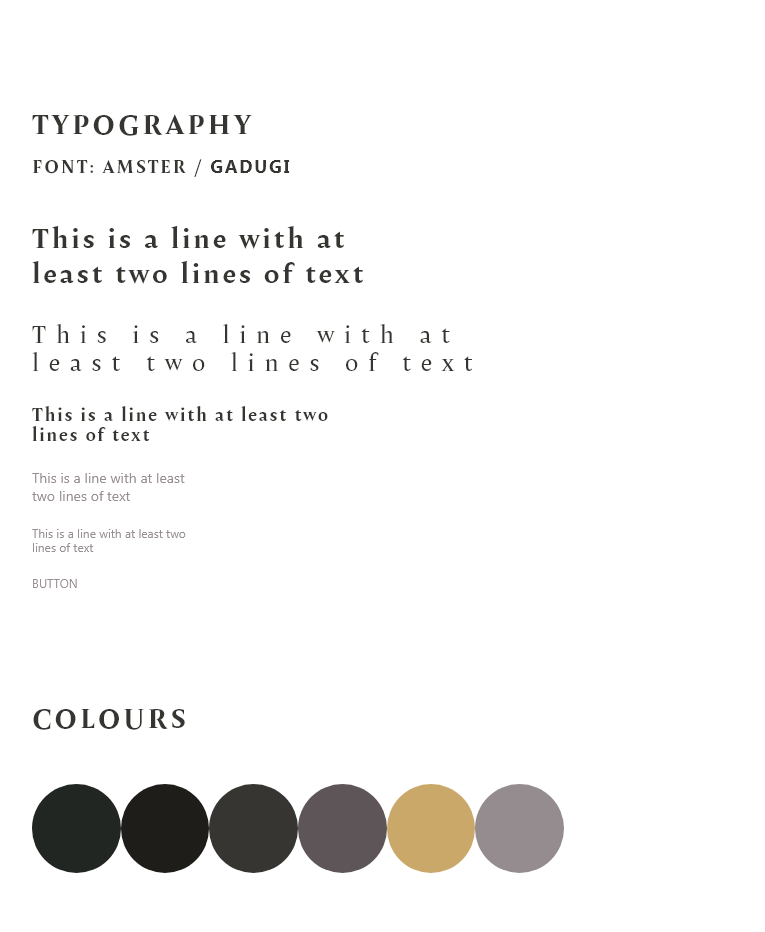 TYPOGRAPHY
FONT: AMSTER / GADUGI
This is a line with at
least two lines of text
This is a line with at
least two lines of text
This is a line with at least two
lines of text
This is a line with at least
two lines of text
This is a line with at least two
lines of text
BUTTON
COLOURS